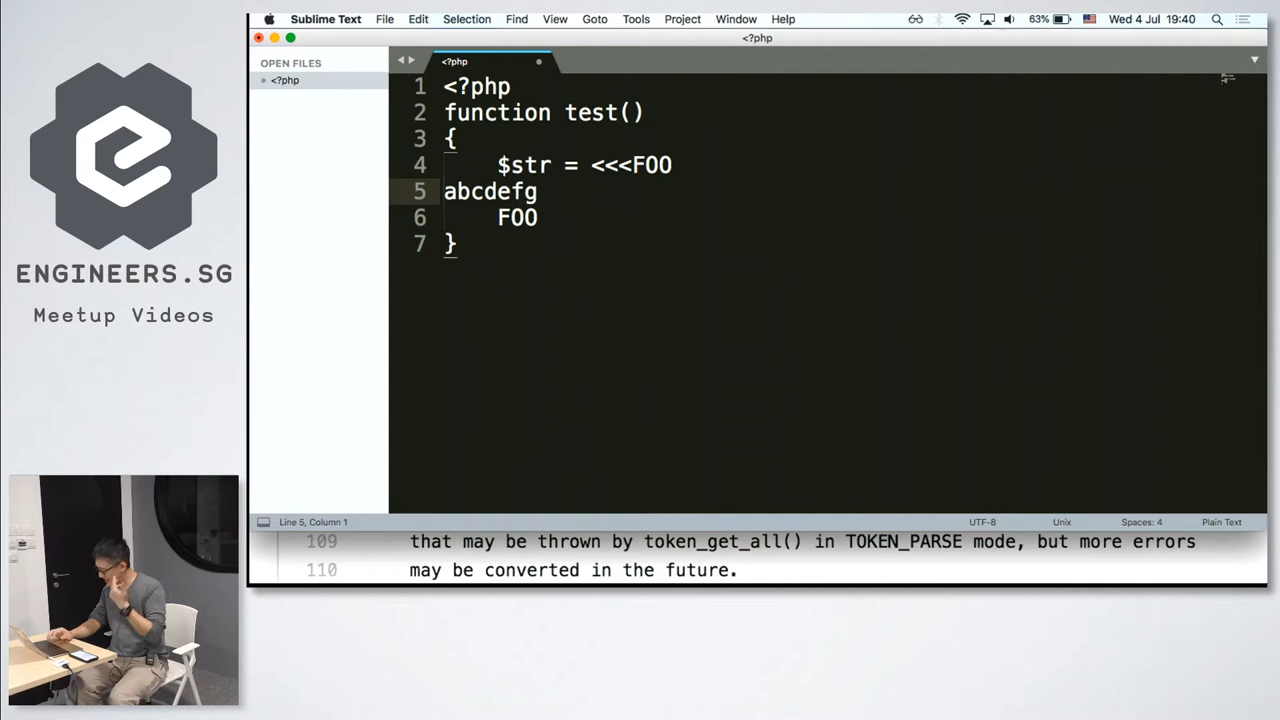 Sublime Text File Edit Selection Find View Goto Tools Project Window Help 63% Wed 4 Jul 19:40
<?php
OPEN FILES
<?php
<?php
1 <?php
2 function test()
3 {
4 $str = <<<FOO
5 abcdefg
6 FOO
7 }
ENGINEERS.SG
Meetup Videos
Line 5, Column 1 UTF-8 Unix Spaces: 4 Plain Text
109 that may be thrown by token_get_all() in TOKEN_PARSE mode, but more errors
110 may be converted in the future.